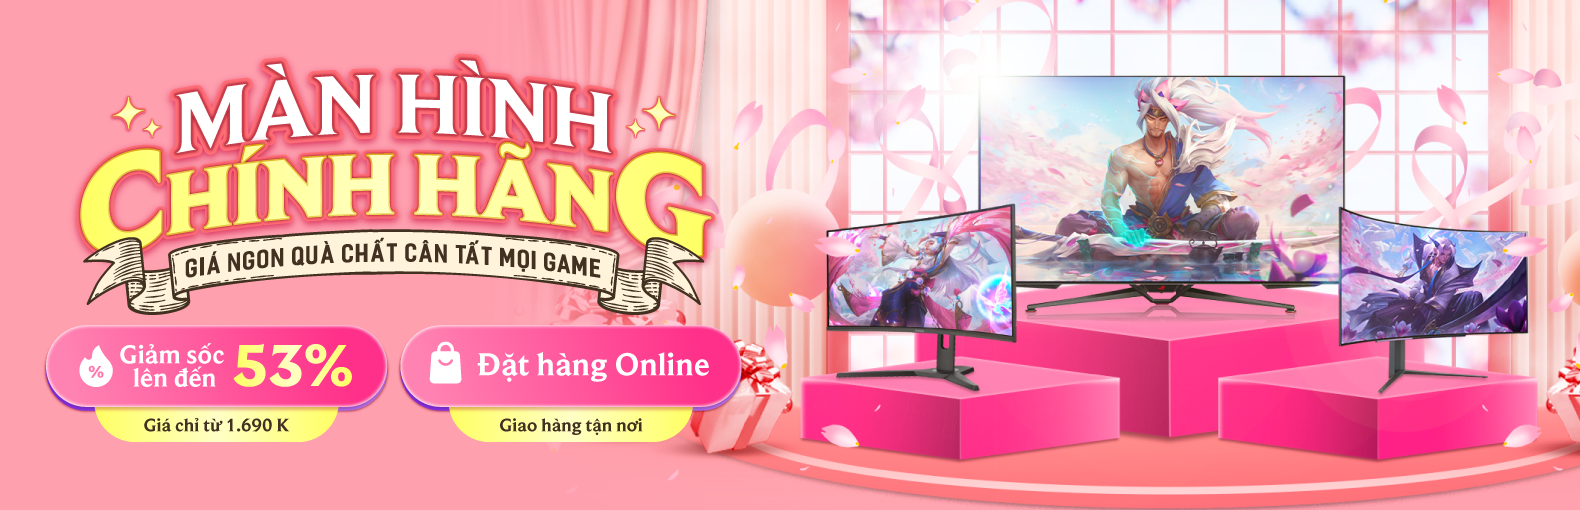 MÀN HÌNH
CHÍNH HÃNG
GIÁ NGON QUÀ CHẤT CÂN TẤT MỌI GAME
%
Giảm sốc
lên đến
53%
Giá chỉ từ 1.690 K
Đặt hàng Online
Giao hàng tận nơi